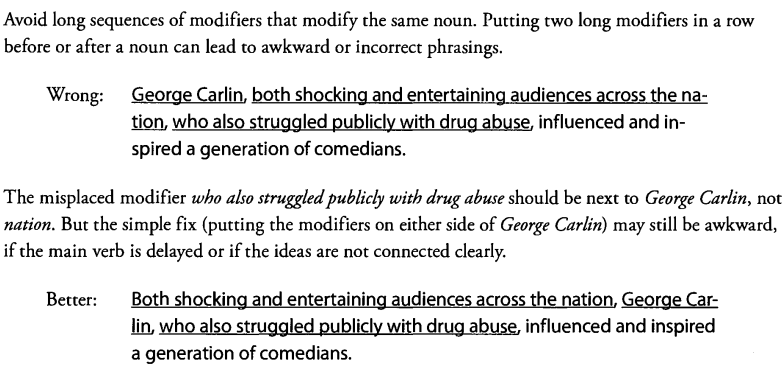 Avoid long sequences of modifiers that modify the same noun. Putting two long modifiers in a row
before or after a noun can lead to awkward or incorrect phrasings.
Wrong: George Carlin, both shocking and entertaining audiences across the na-
tion, who also struggled publicly with drug abuse, influenced and in-
spired a generation of comedians.
The misplaced modifier who also struggled publicly with drug abuse should be next to George Carlin, not
nation. But the simple fix (putting the modifiers on either side of George Carlin) may still be awkward,
if the main verb is delayed or if the ideas are not connected clearly.
Better: Both shocking and entertaining audiences across the nation, George Car-
lin, who also struggled publicly with drug abuse, influenced and inspired
a generation of comedians.